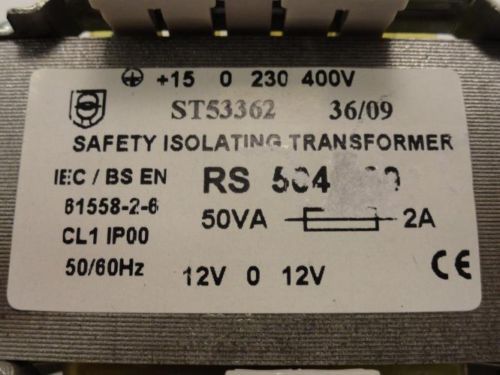 +15 0 230 400V
ST53362 36/09
SAFETY ISOLATING TRANSFORMER
IEC / BS EN
61558-2-6
CL1 IP00
50/60Hz
RS
50VA 2A
12V 0 12V
CE